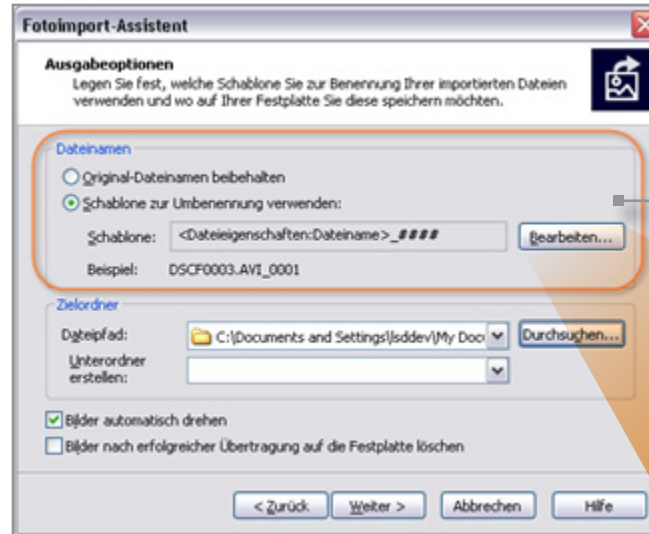 Fotoimport-Assistent
Ausgabeoptionen
Legen Sie fest, welche Schablone Sie zur Benennung Ihrer importierten Dateien
verwenden und wo auf Ihrer Festplatte Sie diese speichern möchten.
Dateinamen
Original-Dateinamen beibehalten
Schablone zur Umbenennung verwenden:
Schablone: <Dateieigenschaften:Dateiname>_#### Bearbeiten...
Beispiel: DSCF0003.AVI_0001
Zielordner
Dateipfad: C:\Documents and Settings\lsddev\My Doc Durchsuchen...
Unterordner
erstellen:
Bilder automatisch drehen
Bilder nach erfolgreicher Übertragung auf die Festplatte löschen
< Zurück Weiter > Abbrechen Hilfe